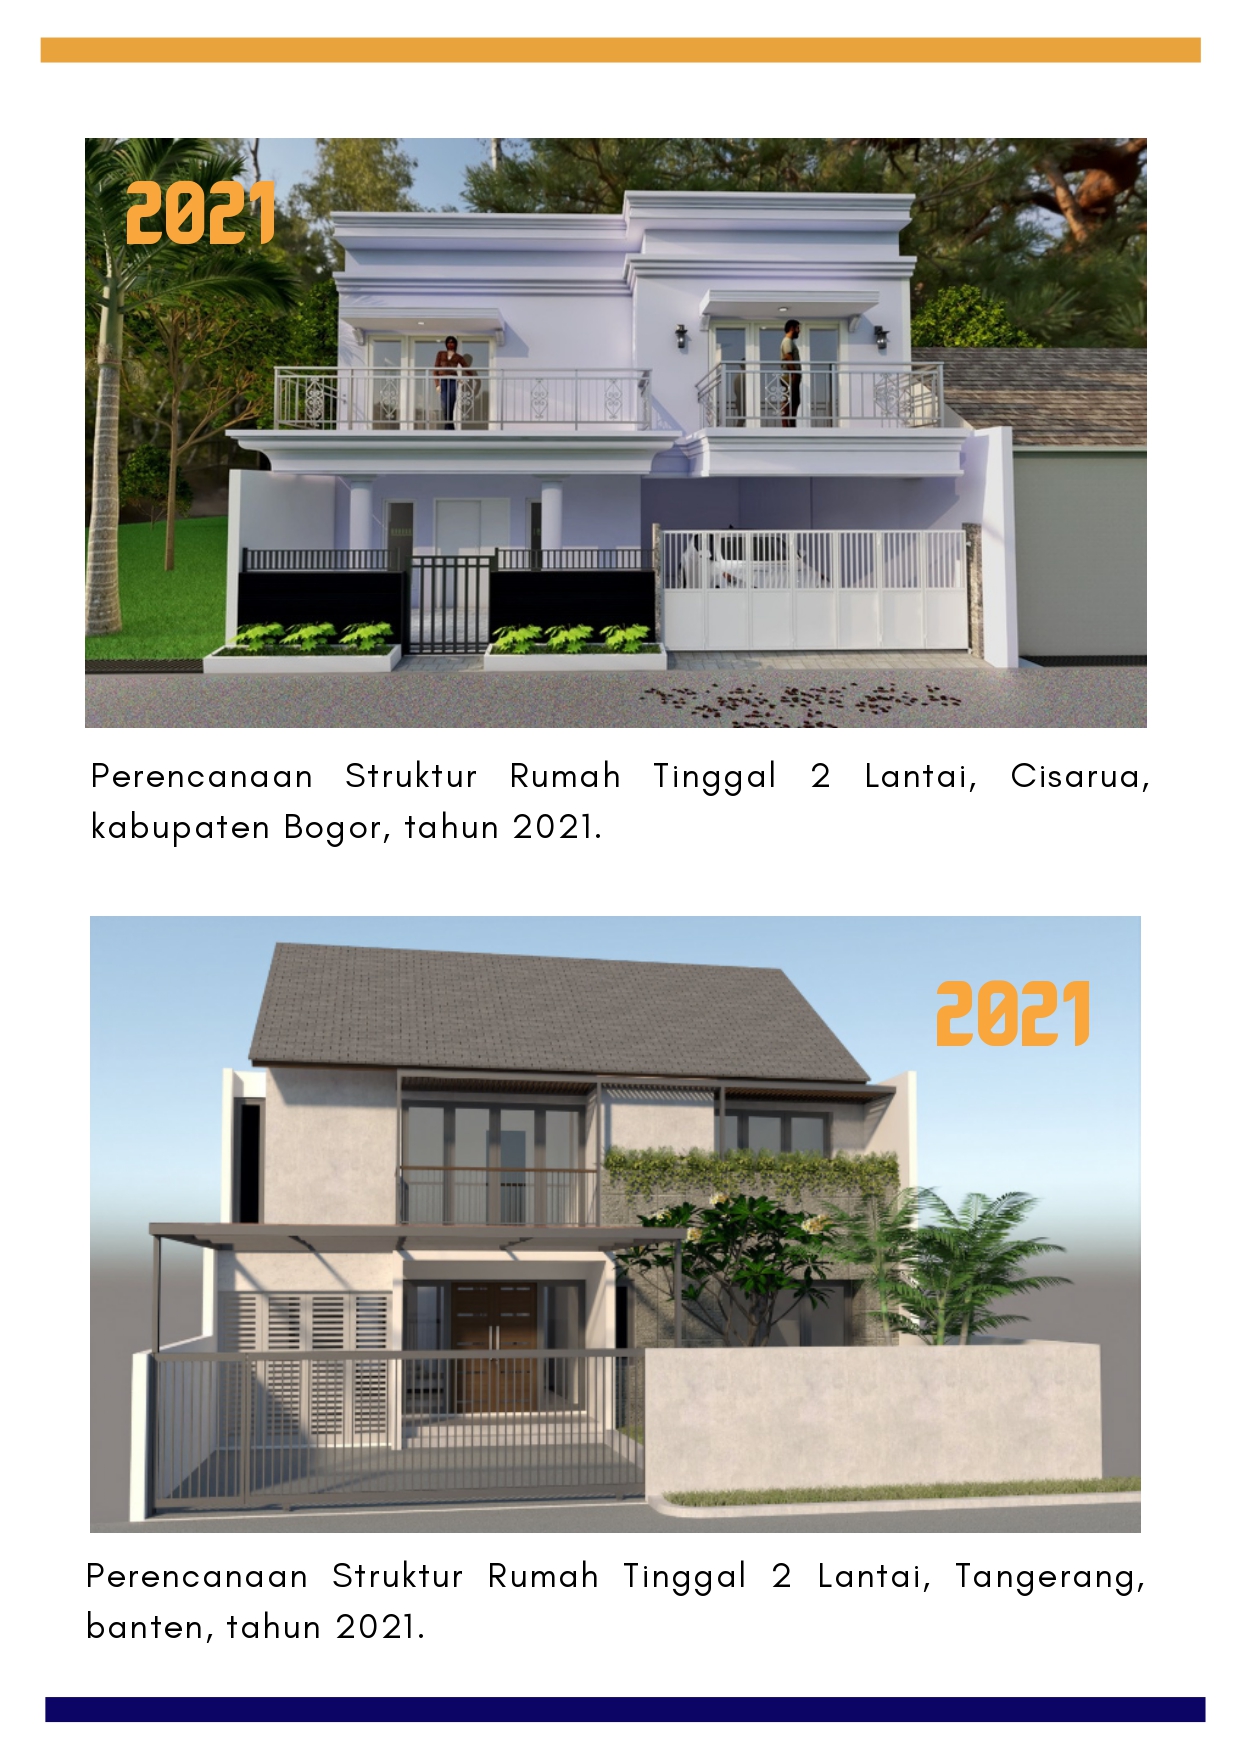 2021
Perencanaan Struktur Rumah Tinggal 2 Lantai, Cisarua,
kabupaten Bogor, tahun 2021.
2021
Perencanaan Struktur Rumah Tinggal 2 Lantai, Tangerang,
banten, tahun 2021.